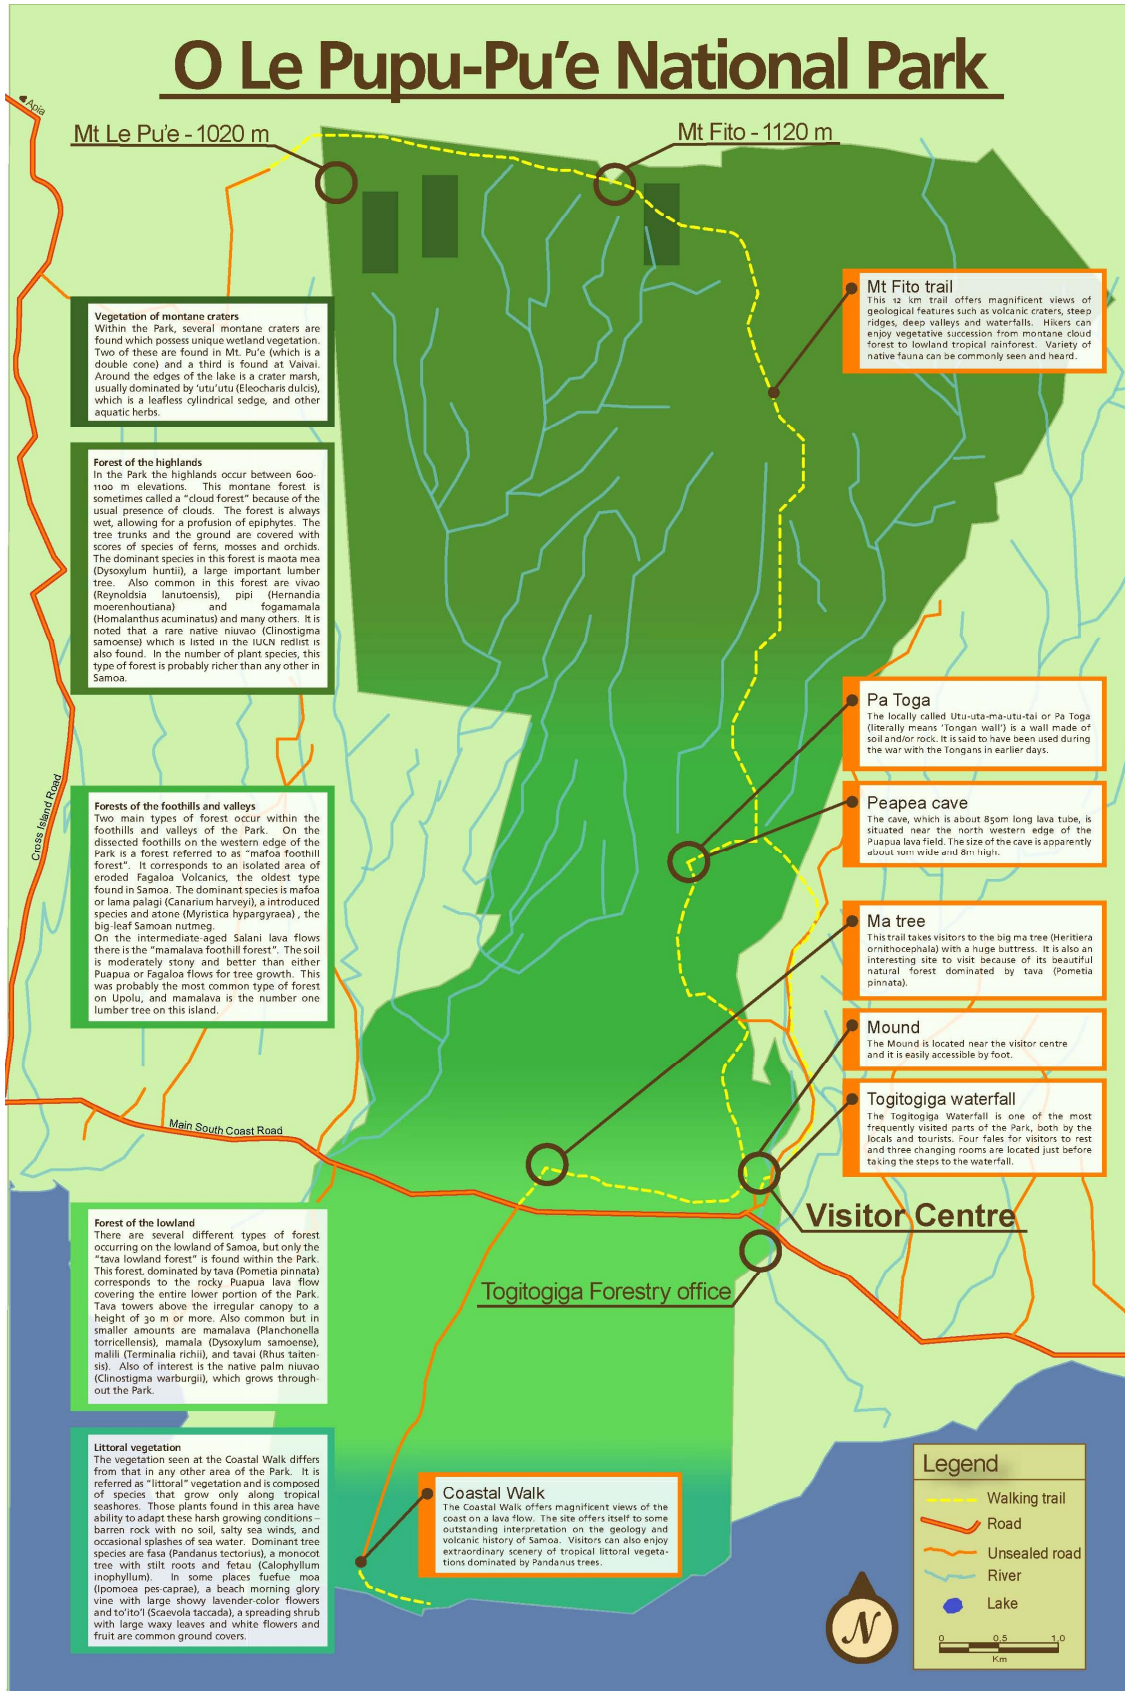 O Le Pupu-Pu'e National Park
Apia
Mt Le Pu'e - 1020 m
Mt Fito - 1120 m
Mt Fito trail
This 12 km trail offers magnificent views of
geological features such as volcanic craters, steep
ridges, deep valleys and waterfalls. Hikers can
enjoy vegetative succession from montane cloud
forest to lowland tropical rainforest. Variety of
native fauna can be commonly seen and heard.
Vegetation of montane craters
Within the Park, several montane craters are
found which possess unique wetland vegetation.
Two of these are found in Mt. Pu'e (which is a
double cone) and a third is found at Vaivai.
Around the edges of the lake is a crater marsh,
usually dominated by 'utu'utu (Eleocharis dulcis),
which is a leafless cylindrical sedge, and other
aquatic herbs.
Forest of the highlands
In the Park the highlands occur between 600-
1100 m elevations. This montane forest is
sometimes called a "cloud forest" because of the
usual presence of clouds. The forest is always
wet, allowing for a profusion of epiphytes. The
tree trunks and the ground are covered with
scores of species of ferns, mosses and orchids.
The dominant species in this forest is maota mea
(Dysoxylum huntii), a large important lumber
tree. Also common in this forest are vivao
(Reynoldsia lanutoensis), pipi (Hernandia
moerenhoutiana) and fogamamala
(Homalanthus acuminatus) and many others. It is
noted that a rare native niuvao (Clinostigma
samoense) which is listed in the IUCN redlist is
also found. In the number of plant species, this
type of forest is probably richer than any other in
Samoa.
Pa Toga
The locally called Utu-uta-ma-utu-tai or Pa Toga
(literally means 'Tongan wall') is a wall made of
soil and/or rock. It is said to have been used during
the war with the Tongans in earlier days.
Peapea cave
The cave, which is about 850m long lava tube, is
situated near the north western edge of the
Puapua lava field. The size of the cave is apparently
about 10m wide and 8m high.
Cross Island Road
Forests of the foothills and valleys
Two main types of forest occur within the
foothills and valleys of the Park. On the
dissected foothills on the western edge of the
Park is a forest referred to as "mafoa foothill
forest". It corresponds to an isolated area of
eroded Fagaloa Volcanics, the oldest type
found in Samoa. The dominant species is mafoa
or lama palagi (Canarium harveyi), a introduced
species and atone (Myristica hypargyraea) , the
big-leaf Samoan nutmeg.
On the intermediate-aged Salani lava flows
there is the "mamalava foothill forest". The soil
is moderately stony and better than either
Puapua or Fagaloa flows for tree growth. This
was probably the most common type of forest
on Upolu, and mamalava is the number one
lumber tree on this island.
Ma tree
This trail takes visitors to the big ma tree (Heritiera
ornithocephala) with a huge buttress. It is also an
interesting site to visit because of its beautiful
natural forest dominated by tava (Pometia
pinnata).
Mound
The Mound is located near the visitor centre
and it is easily accessible by foot.
Togitogiga waterfall
The Togitogiga Waterfall is one of the most
frequently visited parts of the Park, both by the
locals and tourists. Four fales for visitors to rest
and three changing rooms are located just before
taking the steps to the waterfall.
Main South Coast Road
Visitor Centre
Togitogiga Forestry office
Forest of the lowland
There are several different types of forest
occurring on the lowland of Samoa, but only the
"tava lowland forest" is found within the Park.
This forest, dominated by tava (Pometia pinnata)
corresponds to the rocky Puapua lava flow
covering the entire lower portion of the Park.
Tava towers above the irregular canopy to a
height of 30 m or more. Also common but in
smaller amounts are mamalava (Planchonella
torricellensis), mamala (Dysoxylum samoense),
malili (Terminalia richii), and tavai (Rhus taiten-
sis). Also of interest is the native palm niuvao
(Clinostigma warburgii), which grows through-
out the Park.
Littoral vegetation
The vegetation seen at the Coastal Walk differs
from that in any other area of the Park. It is
referred as "littoral" vegetation and is composed
of species that grow only along tropical
seashores. Those plants found in this area have
ability to adapt these harsh growing conditions –
barren rock with no soil, salty sea winds, and
occasional splashes of sea water. Dominant tree
species are fasa (Pandanus tectorius), a monocot
tree with stilt roots and fetau (Calophyllum
inophyllum). In some places fuefue moa
(Ipomoea pes-caprae), a beach morning glory
vine with large showy lavender-color flowers
and to'ito'l (Scaevola taccada), a spreading shrub
with large waxy leaves and white flowers and
fruit are common ground covers.
Coastal Walk
The Coastal Walk offers magnificent views of the
coast on a lava flow. The site offers itself to some
outstanding interpretation on the geology and
volcanic history of Samoa. Visitors can also enjoy
extraordinary scenery of tropical littoral vegeta-
tions dominated by Pandanus trees.
Legend
Walking trail
Road
Unsealed road
River
Lake
0 0.5 1.0
Km
N